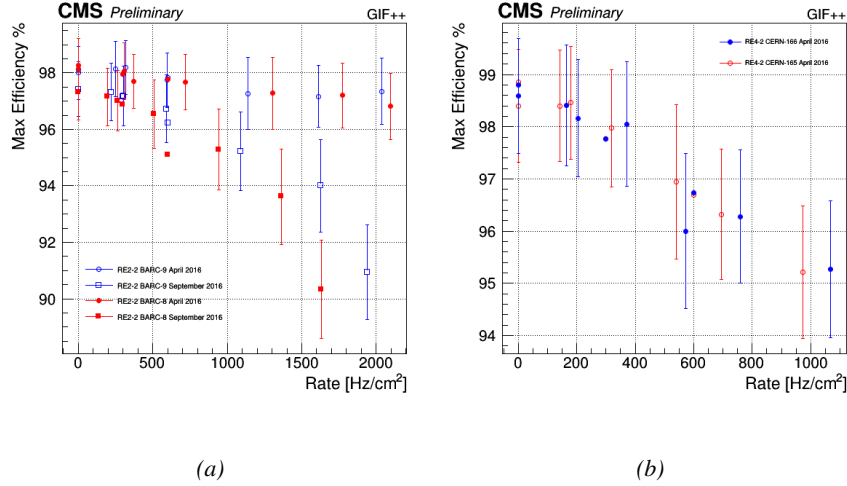 CMS Preliminary GIF++
Max Efficiency %
98
96
94
92
90
RE2-2 BARC-9 April 2016
RE2-2 BARC-9 September 2016
RE2-2 BARC-8 April 2016
RE2-2 BARC-8 September 2016
0 500 1000 1500 2000
Rate [Hz/cm²]
(a)
CMS Preliminary GIF++
Max Efficiency %
RE4-2 CERN-166 April 2016
RE4-2 CERN-165 April 2016
99
98
97
96
95
94
0 200 400 600 800 1000
Rate [Hz/cm²]
(b)